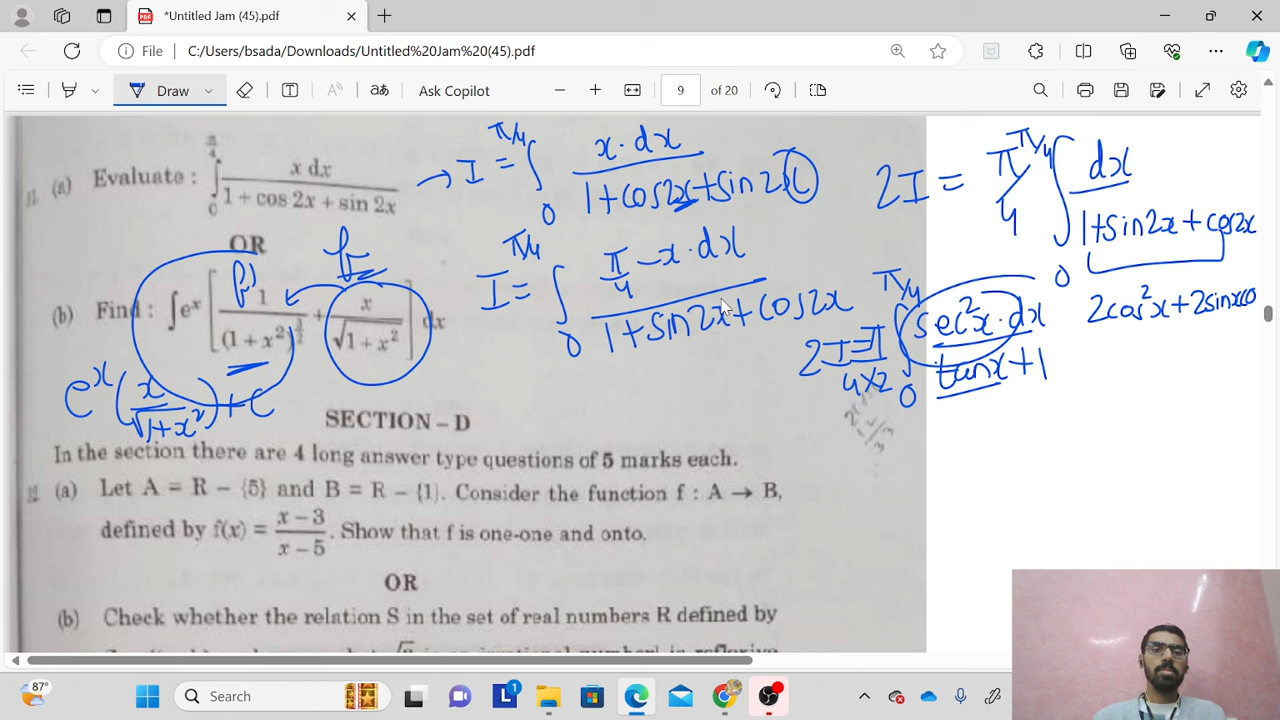 *Untitled Jam (45).pdf
File C:/Users/bsada/Downloads/Untitled%20Jam%20(45).pdf
Draw aあ Ask Copilot 9 of 20
(a) Evaluate : ∫₀^{π/4} x dx / (1 + cos 2x + sin 2x)
→ I = ∫₀^{π/4} x·dx / (1+cos2x+sin2x)
2I = π/4 ∫₀^{π/4} dx / (1+sin2x+cos2x)
2cos²x+2sinxco
OR
f' f
I = ∫₀^{π/4} π/4 -x·dx / (1+sin2x+cos2x)
2I = π/4×2 ∫₀^{π/4} sec²x·dx / (tanx+1)
(b) Find : ∫eˣ [ 1/(1 + x²)^{3/2} + x/√(1 + x²) ] dx
eˣ(x/√(1+x²))+c
SECTION – D
In the section there are 4 long answer type questions of 5 marks each.
(a) Let A = R – {5} and B = R – {1}. Consider the function f : A → B,
defined by f(x) = (x – 3)/(x – 5). Show that f is one-one and onto.
OR
(b) Check whether the relation S in the set of real numbers R defined by
87°
Search